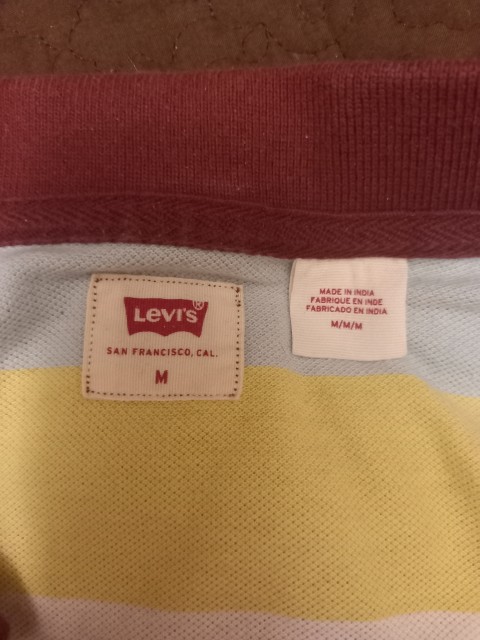 Levi's®
SAN FRANCISCO, CAL.
M
MADE IN INDIA
FABRIQUE EN INDE
FABRICADO EN INDIA
M/M/M